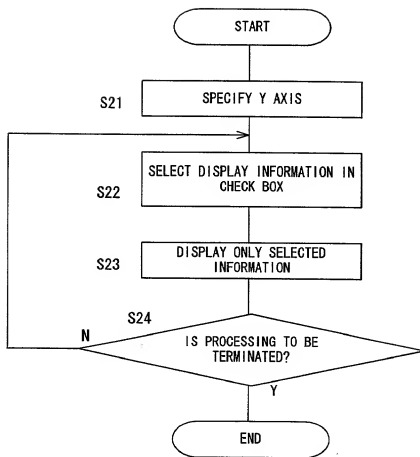 START
S21
SPECIFY Y AXIS
S22
SELECT DISPLAY INFORMATION IN
CHECK BOX
S23
DISPLAY ONLY SELECTED
INFORMATION
S24
N
IS PROCESSING TO BE
TERMINATED?
Y
END